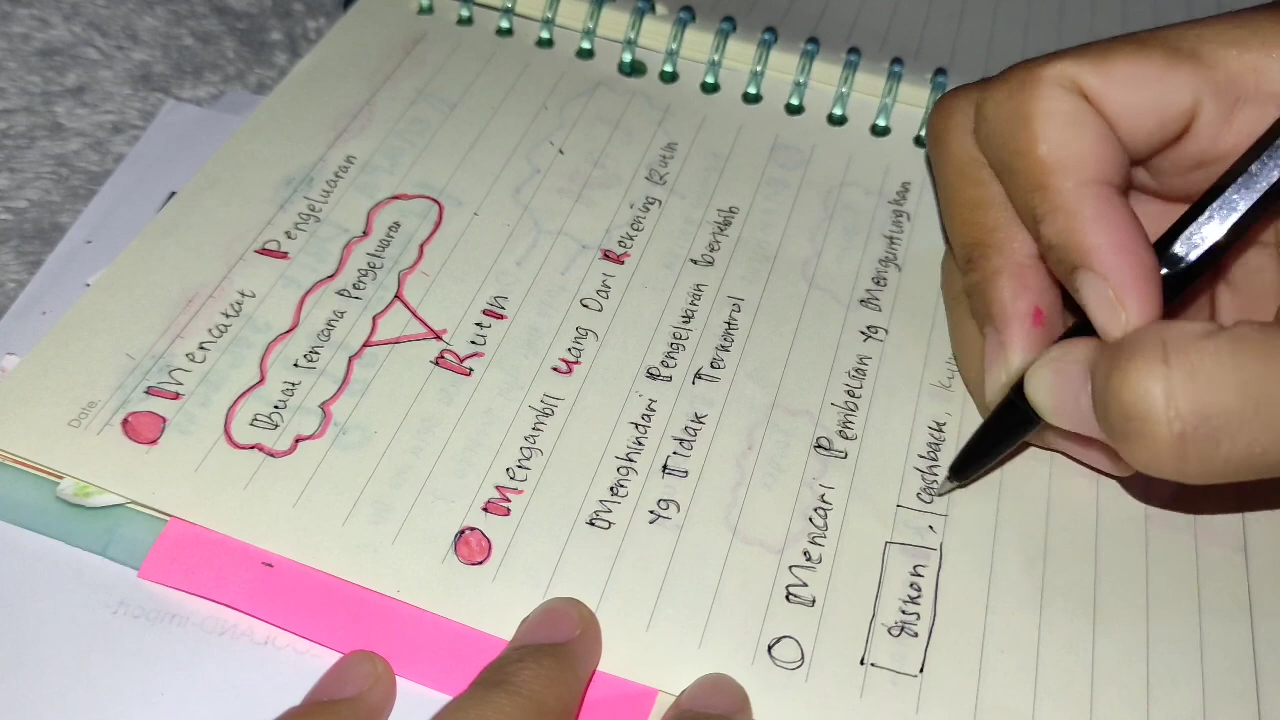 Date.
Mencatat Pengeluaran
Buat rencana Pengeluaran
Rutin
Mengambil Uang Dari Rekening Rutin
Menghindari Pengeluaran berlebih
Yg Tidak Terkontrol
Mencari Pembelian Yg Menguntungkan
diskon, cashback,